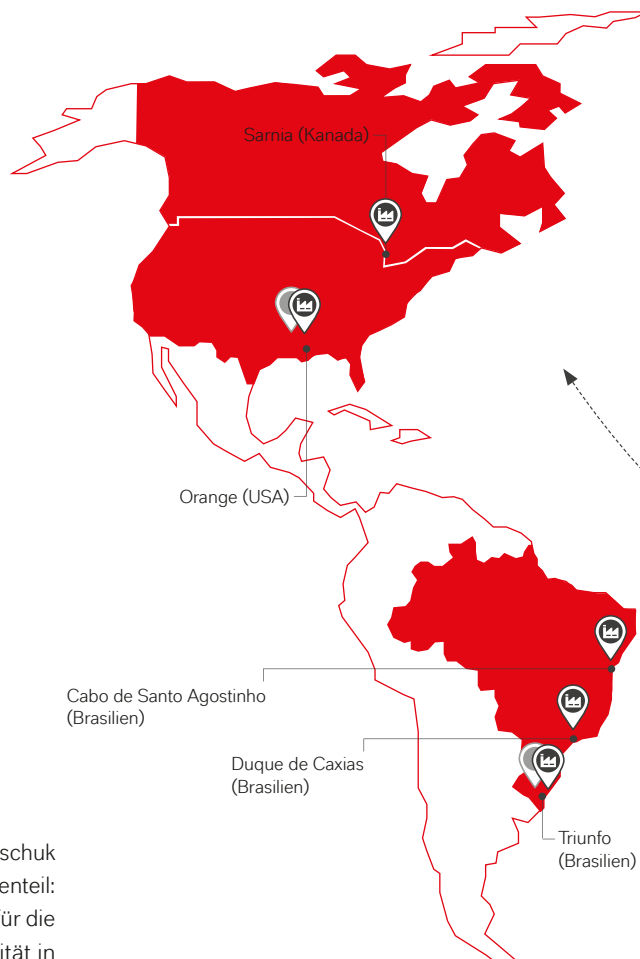 Sarnia (Kanada)
Orange (USA)
Cabo de Santo Agostinho
(Brasilien)
Duque de Caxias
(Brasilien)
Triunfo
(Brasilien)
schuk
enteil:
für die
ität in